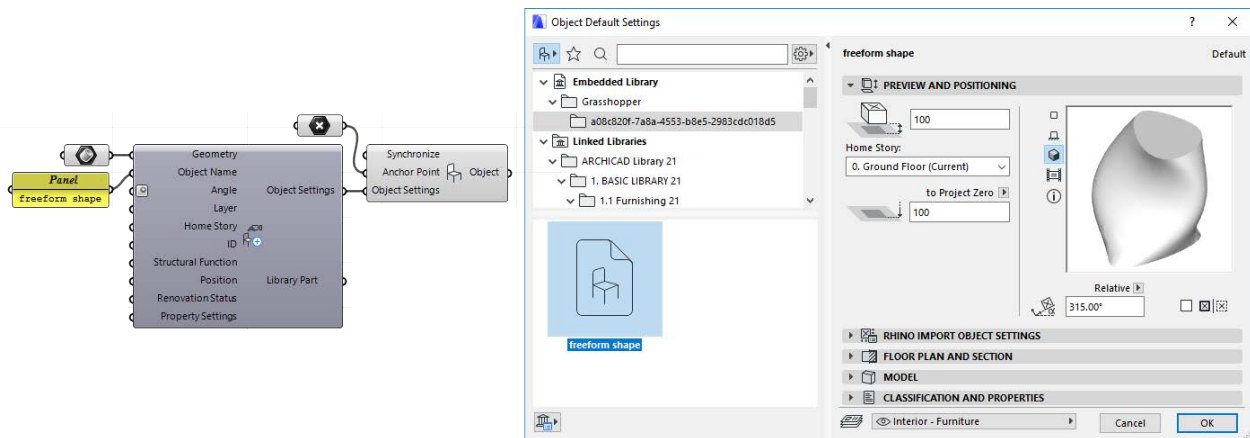 Panel
freeform shape
Geometry
Object Name
Angle
Layer
Home Story
ID
Structural Function
Position
Renovation Status
Property Settings
Object Settings
Library Part
Synchronize
Anchor Point
Object Settings
Object
Object Default Settings
? ×
Embedded Library
Grasshopper
a08c820f-7a8a-4553-b8e5-2983cdc018d5
Linked Libraries
ARCHICAD Library 21
1. BASIC LIBRARY 21
1.1 Furnishing 21
freeform shape
freeform shape
Default
PREVIEW AND POSITIONING
100
Home Story:
0. Ground Floor (Current)
to Project Zero
100
Relative
315.00°
RHINO IMPORT OBJECT SETTINGS
FLOOR PLAN AND SECTION
MODEL
CLASSIFICATION AND PROPERTIES
Interior - Furniture
Cancel
OK